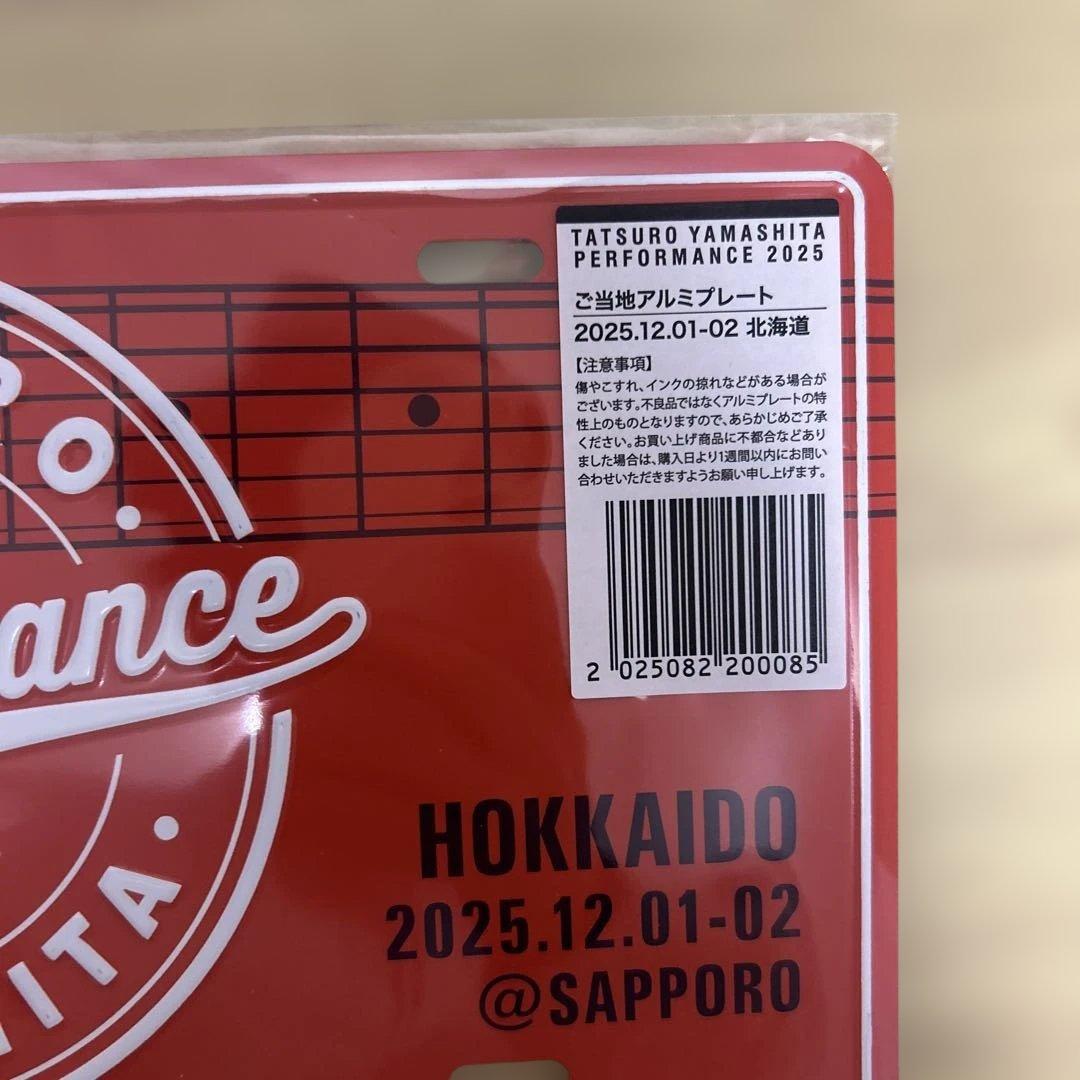 TATSURO YAMASHITA
PERFORMANCE 2025
ご当地アルミプレート
2025.12.01-02 北海道
【注意事項】
傷やこすれ、インクの掠れなどがある場合が
ございます。不良品ではなくアルミプレートの特
性上のものとなりますので、あらかじめご了承
ください。お買い上げ商品に不都合などあり
ました場合は、購入日より1週間以内にお問い
合わせいただきますようお願い申し上げます。
2 025082 200085
O.
ance
ITA.
HOKKAIDO
2025.12.01-02
@SAPPORO